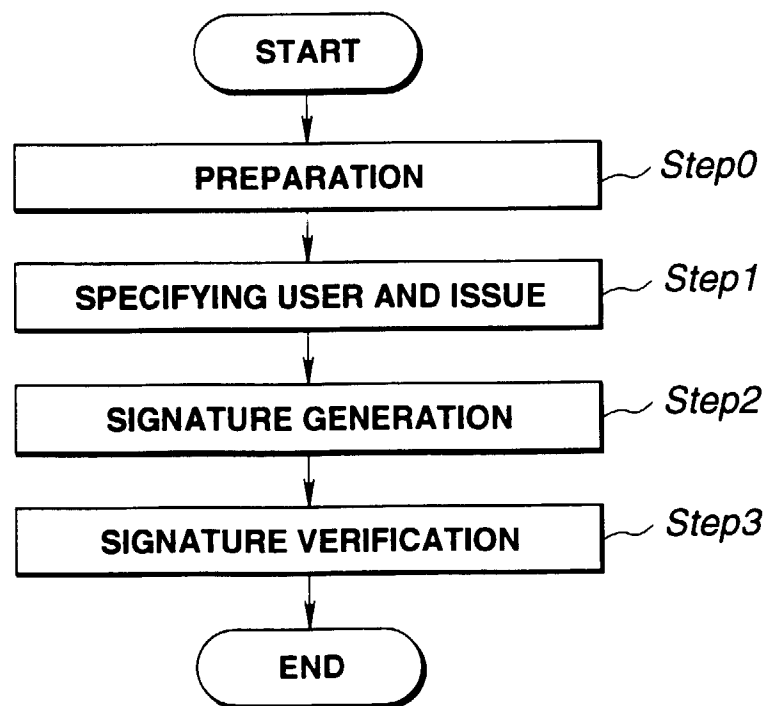 START
PREPARATION
Step0
SPECIFYING USER AND ISSUE
Step1
SIGNATURE GENERATION
Step2
SIGNATURE VERIFICATION
Step3
END